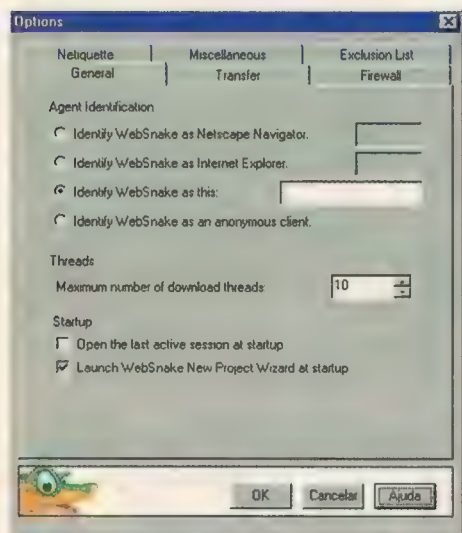 Options
Netiquette Miscellaneous Exclusion List
General Transfer Firewall
Agent Identification
Identify WebSnake as Netscape Navigator.
Identify WebSnake as Internet Explorer.
Identify WebSnake as this:
Identify WebSnake as an anonymous client.
Threads
Maximum number of download threads 10
Startup
Open the last active session at startup
Launch WebSnake New Project Wizard at startup
OK Cancelar Ajuda